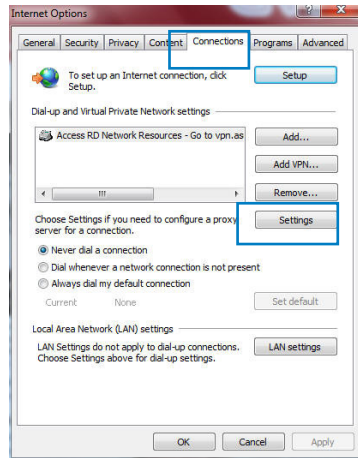 Internet Options
General Security Privacy Content Connections Programs Advanced
To set up an Internet connection, click
Setup.
Setup
Dial-up and Virtual Private Network settings
Access RD Network Resources - Go to vpn.as
Add...
Add VPN...
Remove...
Choose Settings if you need to configure a proxy
server for a connection.
Settings
Never dial a connection
Dial whenever a network connection is not present
Always dial my default connection
Current None
Set default
Local Area Network (LAN) settings
LAN Settings do not apply to dial-up connections.
Choose Settings above for dial-up settings.
LAN settings
OK Cancel Apply